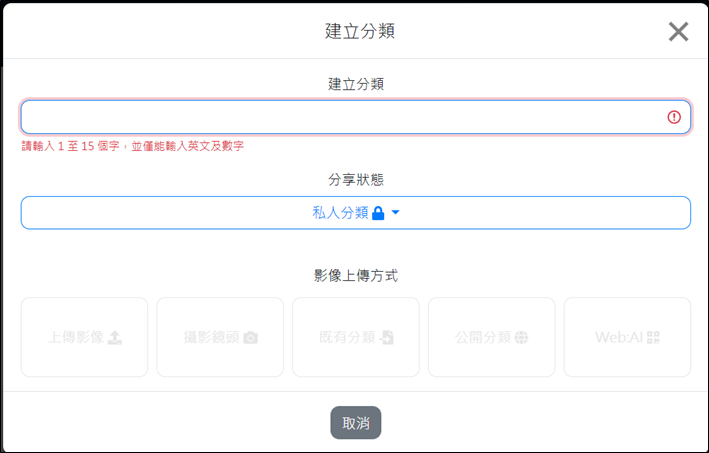 建立分類
建立分類
請輸入 1 至 15 個字，並僅能輸入英文及數字
分享狀態
私人分類
影像上傳方式
上傳影像 攝影鏡頭 既有分類 公開分類 Web:AI
取消